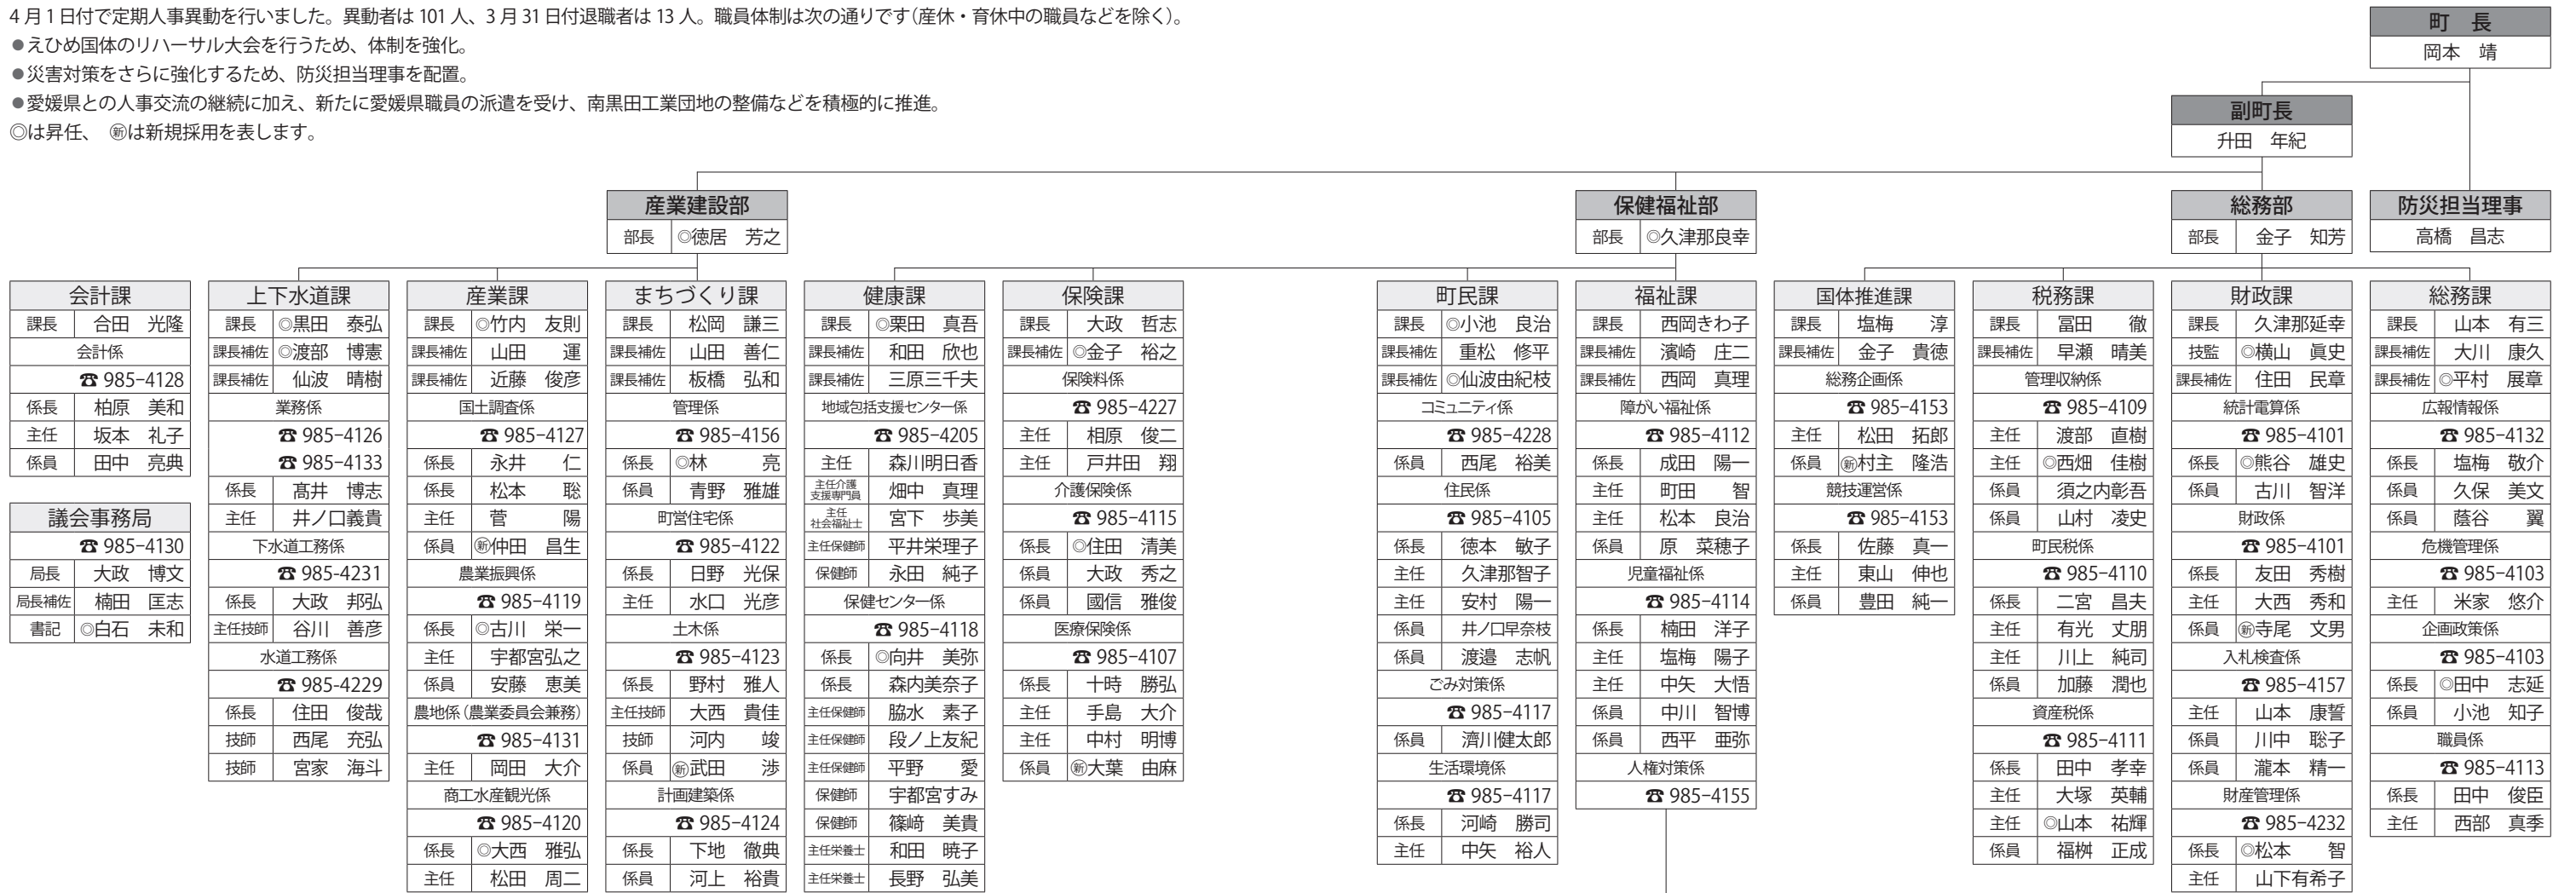 4月1日付で定期人事異動を行いました。異動者は101人、3月31日付退職者は13人。職員体制は次の通りです(産休・育休中の職員などを除く)。
●えひめ国体のリハーサル大会を行うため、体制を強化。
●災害対策をさらに強化するため、防災担当理事を配置。
●愛媛県との人事交流の継続に加え、新たに愛媛県職員の派遣を受け、南黒田工業団地の整備などを積極的に推進。
◎は昇任、㊟は新規採用を表します。
町 長
岡本 靖
副町長
升田 年紀
産業建設部
部長 ◎徳居 芳之
保健福祉部
部長 ◎久津那良幸
総務部
部長 金子 知芳
防災担当理事
高橋 昌志
会計課
課長 合田 光隆
会計係
☎ 985-4128
係長 柏原 美和
主任 坂本 礼子
係員 田中 亮典
議会事務局
☎ 985-4130
局長 大政 博文
局長補佐 楠田 匡志
書記 ◎白石 未和
上下水道課
課長 ◎黒田 泰弘
課長補佐 ◎渡部 博憲
課長補佐 仙波 晴樹
業務係
☎ 985-4126
☎ 985-4133
係長 髙井 博志
主任 井ノ口義貴
下水道工務係
☎ 985-4231
係長 大政 邦弘
主任技師 谷川 善彦
水道工務係
☎ 985-4229
係長 住田 俊哉
技師 西尾 充弘
技師 宮家 海斗
産業課
課長 ◎竹内 友則
課長補佐 山田 運
課長補佐 近藤 俊彦
国土調査係
☎ 985-4127
係長 永井 仁
係長 松本 聡
主任 菅 陽
係員 ㊟仲田 昌生
農業振興係
☎ 985-4119
係長 ◎古川 栄一
主任 宇都宮弘之
係員 安藤 恵美
農地係(農業委員会兼務)
☎ 985-4131
主任 岡田 大介
商工水産観光係
☎ 985-4120
係長 ◎大西 雅弘
主任 松田 周二
まちづくり課
課長 松岡 謙三
課長補佐 山田 善仁
課長補佐 板橋 弘和
管理係
☎ 985-4156
係長 ◎林 亮
係員 青野 雅雄
町営住宅係
☎ 985-4122
係長 日野 光保
主任 水口 光彦
土木係
☎ 985-4123
係長 野村 雅人
主任技師 大西 貴佳
技師 河内 竣
係員 ㊟武田 渉
計画建築係
☎ 985-4124
係長 下地 徹典
係員 河上 裕貴
健康課
課長 ◎栗田 真吾
課長補佐 和田 欣也
課長補佐 三原三千夫
地域包括支援センター係
☎ 985-4205
主任 森川明日香
主任介護支援専門員 畑中 真理
主任社会福祉士 宮下 歩美
主任保健師 平井栄理子
保健師 永田 純子
保健センター係
☎ 985-4118
係長 ◎向井 美弥
係長 森内美奈子
主任保健師 脇水 素子
主任保健師 段ノ上友紀
主任保健師 平野 愛
保健師 宇都宮すみ
保健師 篠﨑 美貴
主任栄養士 和田 暁子
主任栄養士 長野 弘美
保険課
課長 大政 哲志
課長補佐 ◎金子 裕之
保険料係
☎ 985-4227
主任 相原 俊二
主任 戸井田 翔
介護保険係
☎ 985-4115
係長 ◎住田 清美
係員 大政 秀之
係員 國信 雅俊
医療保険係
☎ 985-4107
係長 十時 勝弘
主任 手島 大介
主任 中村 明博
係員 ㊟大葉 由麻
町民課
課長 ◎小池 良治
課長補佐 重松 修平
課長補佐 ◎仙波由紀枝
コミュニティ係
☎ 985-4228
係員 西尾 裕美
住民係
☎ 985-4105
係長 徳本 敏子
主任 久津那智子
主任 安村 陽一
係員 井ノ口早奈枝
係員 渡邉 志帆
ごみ対策係
☎ 985-4117
係員 濟川健太郎
生活環境係
☎ 985-4117
係長 河崎 勝司
主任 中矢 裕人
福祉課
課長 西岡きわ子
課長補佐 濱崎 庄二
課長補佐 西岡 真理
障がい福祉係
☎ 985-4112
係長 成田 陽一
主任 町田 智
主任 松本 良治
係員 原 菜穂子
児童福祉係
☎ 985-4114
係長 楠田 洋子
主任 塩梅 陽子
主任 中矢 大悟
係員 中川 智博
係員 西平 亜弥
人権対策係
☎ 985-4155
国体推進課
課長 塩梅 淳
課長補佐 金子 貴徳
総務企画係
☎ 985-4153
主任 松田 拓郎
係員 ㊟村主 隆浩
競技運営係
☎ 985-4153
係長 佐藤 真一
主任 東山 伸也
係員 豊田 純一
税務課
課長 冨田 徹
課長補佐 早瀬 晴美
管理収納係
☎ 985-4109
主任 渡部 直樹
主任 ◎西畑 佳樹
係員 須之内彰吾
係員 山村 凌史
町民税係
☎ 985-4110
係長 二宮 昌夫
主任 有光 丈朋
主任 川上 純司
係員 加藤 潤也
資産税係
☎ 985-4111
係長 田中 孝幸
主任 大塚 英輔
主任 ◎山本 祐輝
係員 福桝 正成
財政課
課長 久津那延幸
技監 ◎横山 眞史
課長補佐 住田 民章
統計電算係
☎ 985-4101
係長 ◎熊谷 雄史
係員 古川 智洋
財政係
☎ 985-4101
係長 友田 秀樹
主任 大西 秀和
係員 ㊟寺尾 文男
入札検査係
☎ 985-4157
主任 山本 康誓
係員 川中 聡子
係員 瀧本 精一
財産管理係
☎ 985-4232
係長 ◎松本 智
主任 山下有希子
総務課
課長 山本 有三
課長補佐 大川 康久
課長補佐 ◎平村 展章
広報情報係
☎ 985-4132
係長 塩梅 敬介
係員 久保 美文
係員 蔭谷 翼
危機管理係
☎ 985-4103
主任 米家 悠介
企画政策係
☎ 985-4103
係長 ◎田中 志延
係員 小池 知子
職員係
☎ 985-4113
係長 田中 俊臣
主任 西部 真季